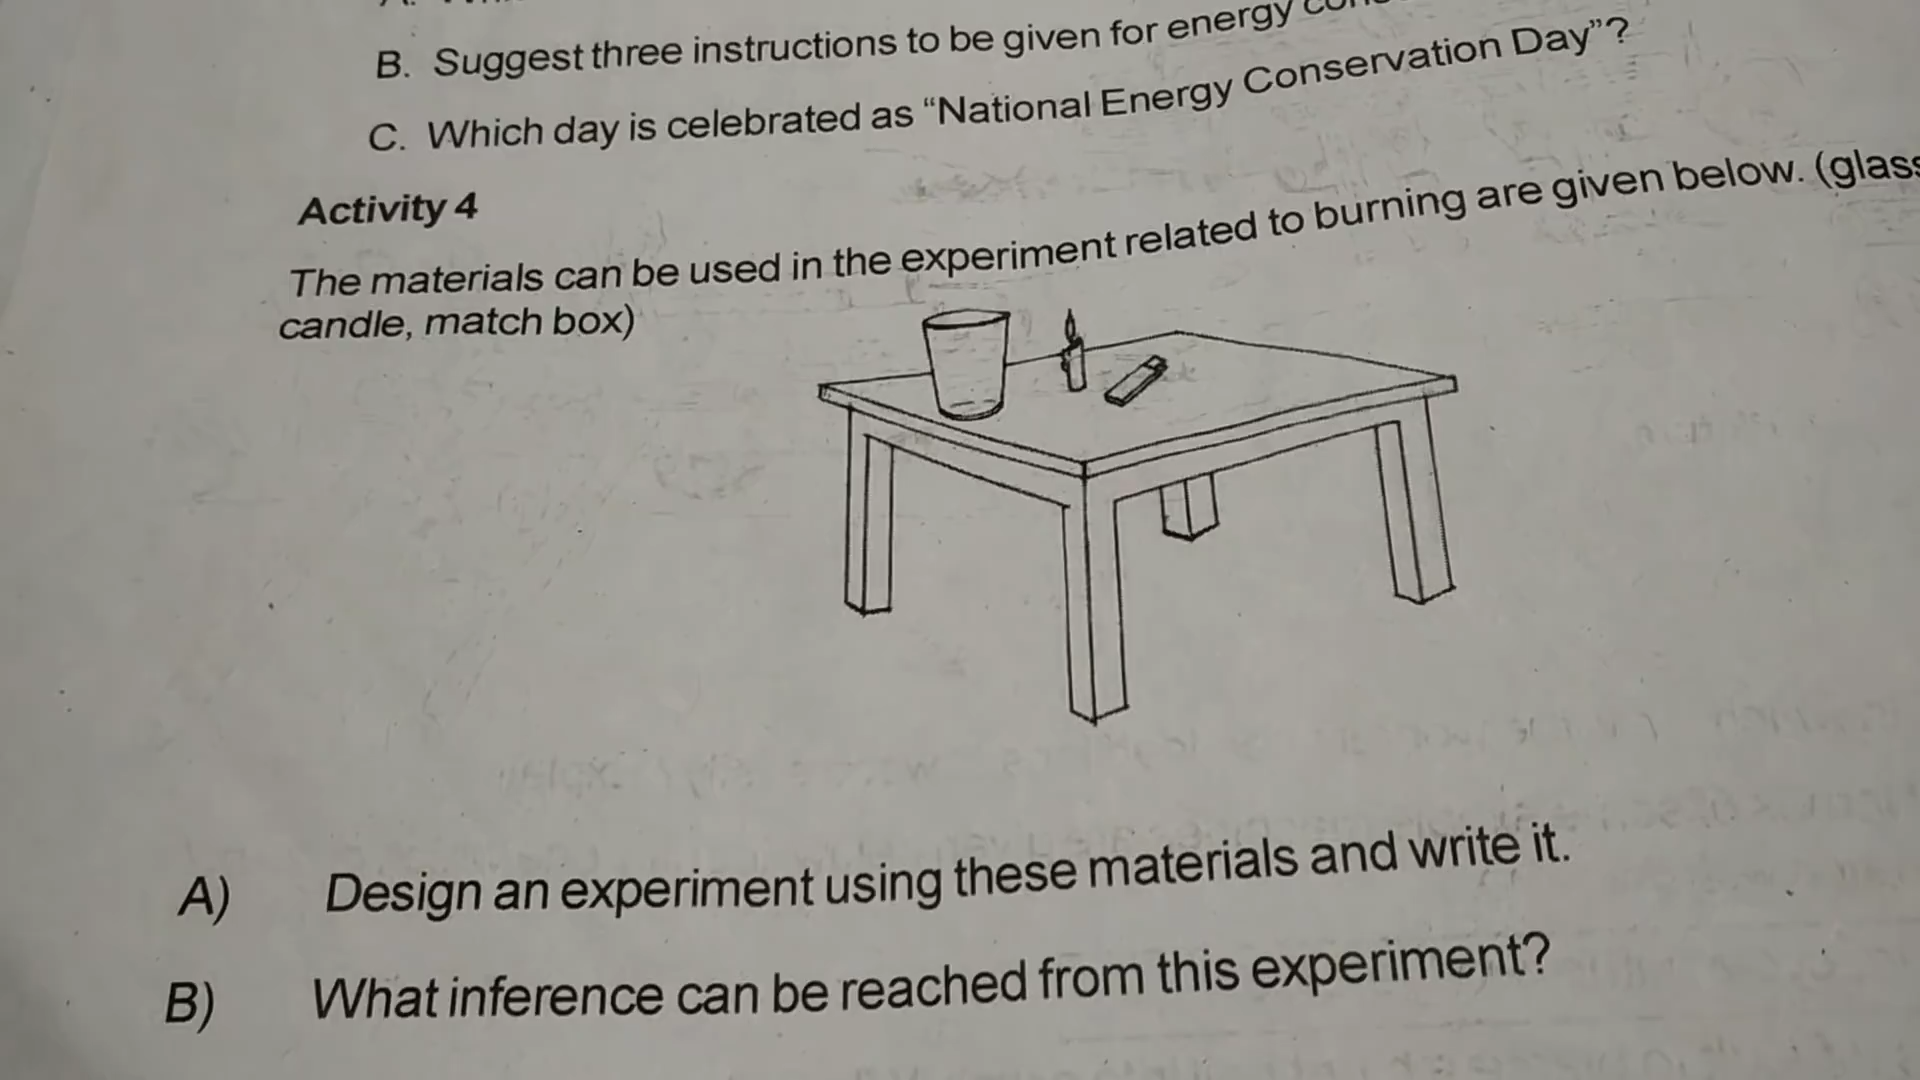 B. Suggest three instructions to be given for energy
C. Which day is celebrated as “National Energy Conservation Day”?
Activity 4
The materials can be used in the experiment related to burning are given below. (glass
candle, match box)
A) Design an experiment using these materials and write it.
B) What inference can be reached from this experiment?